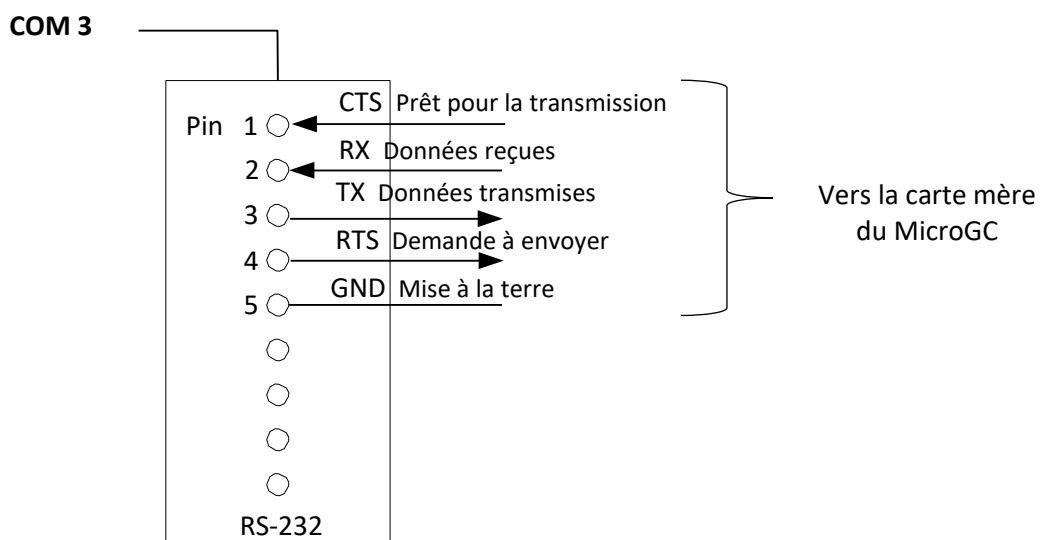 COM 3
CTS Prêt pour la transmission
Pin 1
RX Données reçues
2
TX Données transmises
3
RTS Demande à envoyer
4
GND Mise à la terre
5
Vers la carte mère
du MicroGC
RS-232